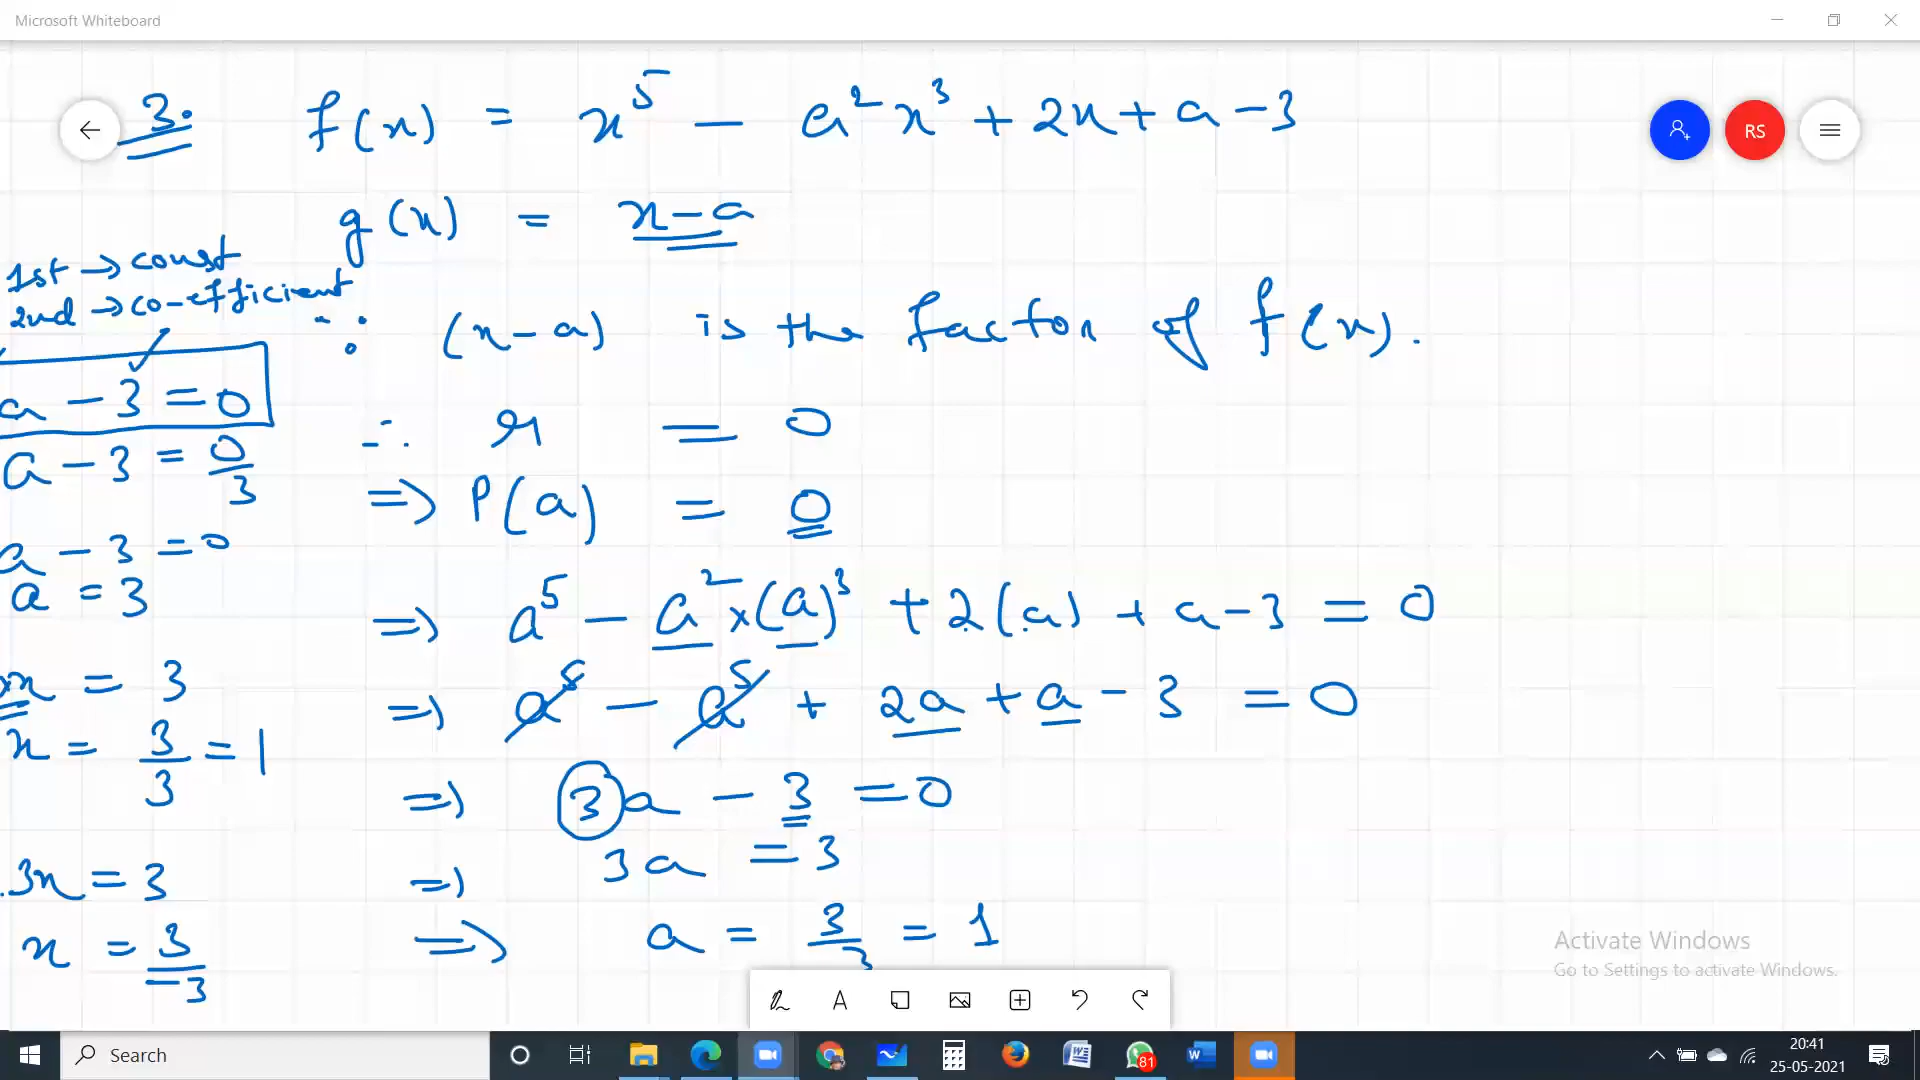 Microsoft Whiteboard
3. f(x) = x⁵ - a²x³ + 2x + a - 3
g(x) = x - a
1st → const
2nd → co-efficient
∵ (x - a) is the factor of f(x).
a - 3 = 0
∴ r = 0
a - 3 = 0/3
⇒ P(a) = 0
a - 3 = 0
a = 3
⇒ a⁵ - a² × (a)³ + 2(a) + a - 3 = 0
x = 3
⇒ a⁵ - a⁵ + 2a + a - 3 = 0
x = 3/3 = 1
⇒ 3a - 3 = 0
3x = 3
⇒ 3a = 3
x = 3/-3
⇒ a = 3/3 = 1
RS
Activate Windows
Go to Settings to activate Windows.
Search
81
20:41
25-05-2021